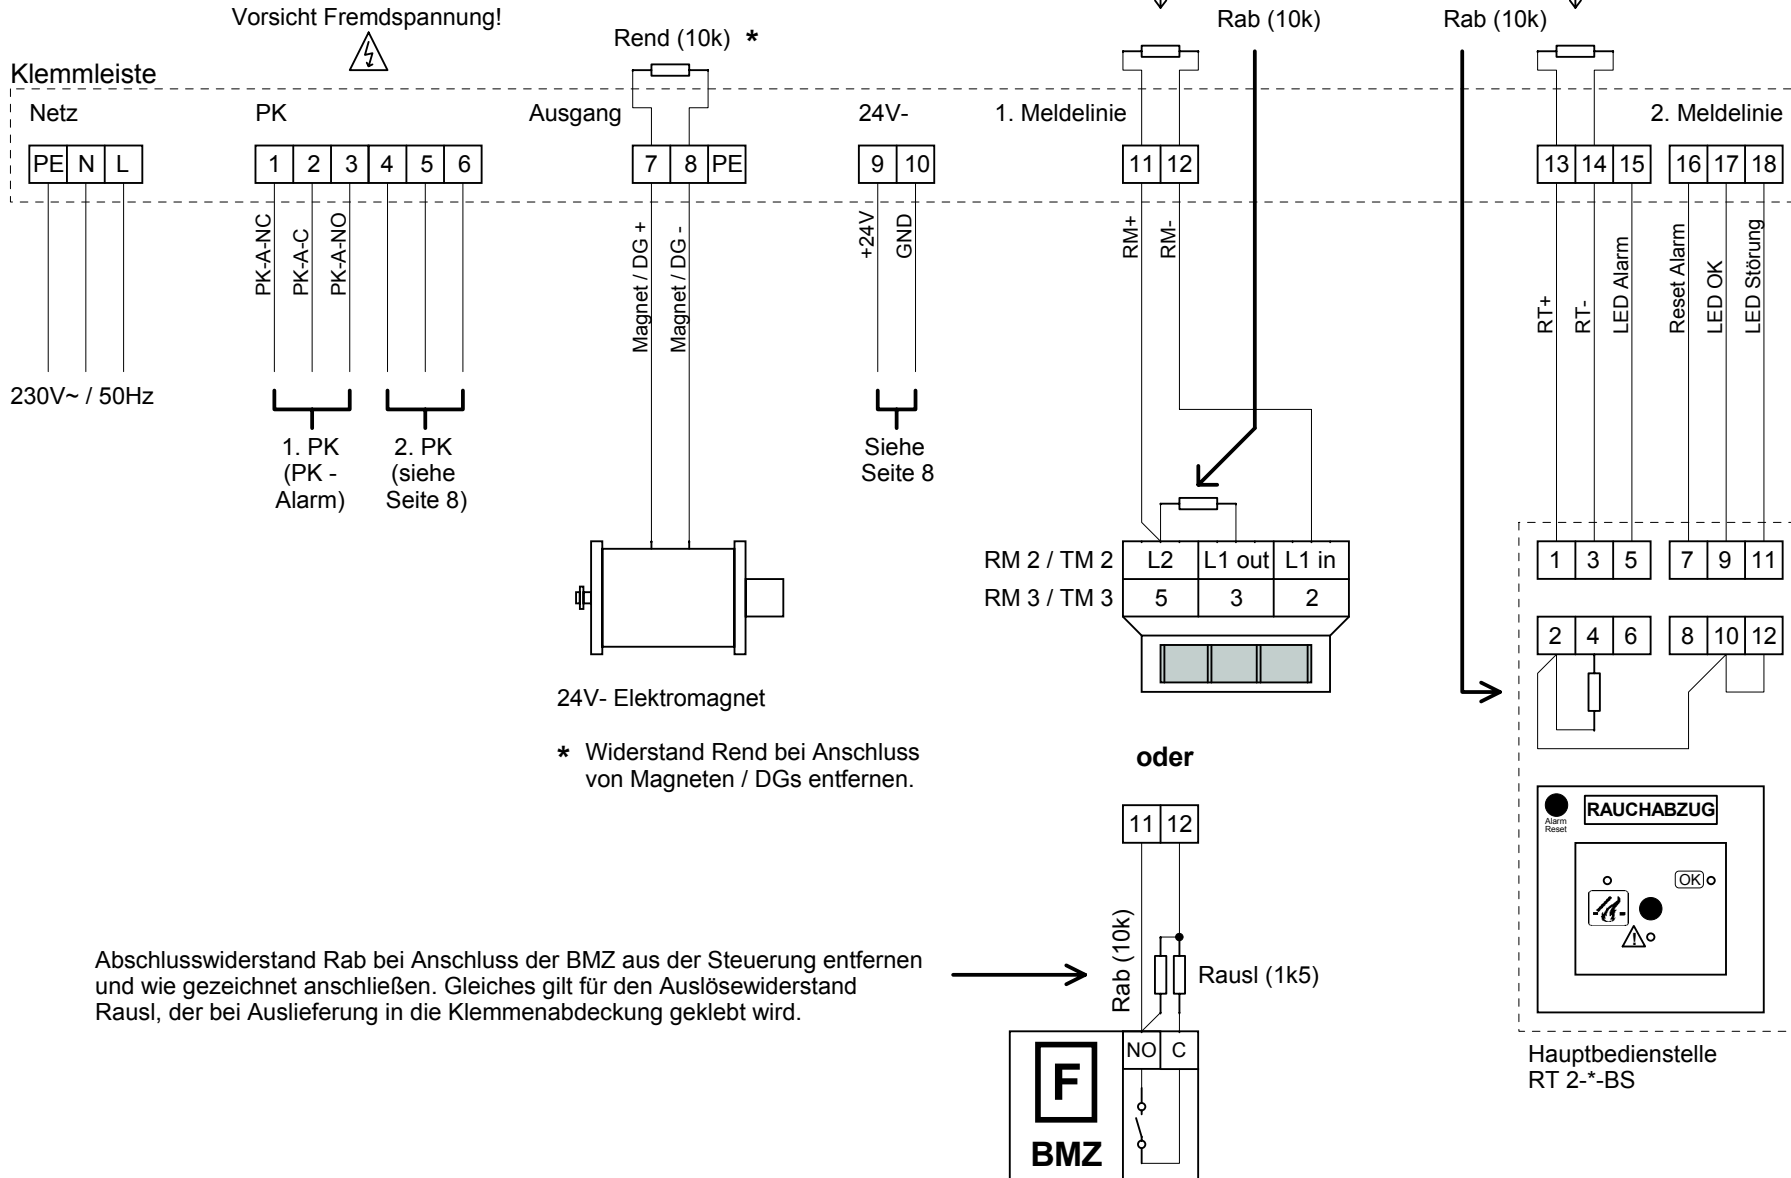 Vorsicht Fremdspannung!
Rab (10k)
Rab (10k)
Rend (10k) *
Klemmleiste
Netz
PK
Ausgang
24V-
1. Meldelinie
2. Meldelinie
PE N L
1 2 3 4 5 6
7 8 PE
9 10
11 12
13 14 15
16 17 18
PK-A-NC
PK-A-C
PK-A-NO
Magnet / DG +
Magnet / DG -
+24V
GND
RM+
RM-
RT+
RT-
LED Alarm
Reset Alarm
LED OK
LED Störung
230V~ / 50Hz
1. PK
(PK -
Alarm)
2. PK
(siehe
Seite 8)
Siehe
Seite 8
RM 2 / TM 2
L2 L1 out L1 in
RM 3 / TM 3
5 3 2
1 3 5
7 9 11
2 4 6
8 10 12
24V- Elektromagnet
* Widerstand Rend bei Anschluss
von Magneten / DGs entfernen.
oder
11 12
Rab (10k)
Rausl (1k5)
Abschlusswiderstand Rab bei Anschluss der BMZ aus der Steuerung entfernen
und wie gezeichnet anschließen. Gleiches gilt für den Auslösewiderstand
Rausl, der bei Auslieferung in die Klemmenabdeckung geklebt wird.
NO C
F
BMZ
RAUCHABZUG
Alarm
Reset
OK
Hauptbedienstelle
RT 2-*-BS